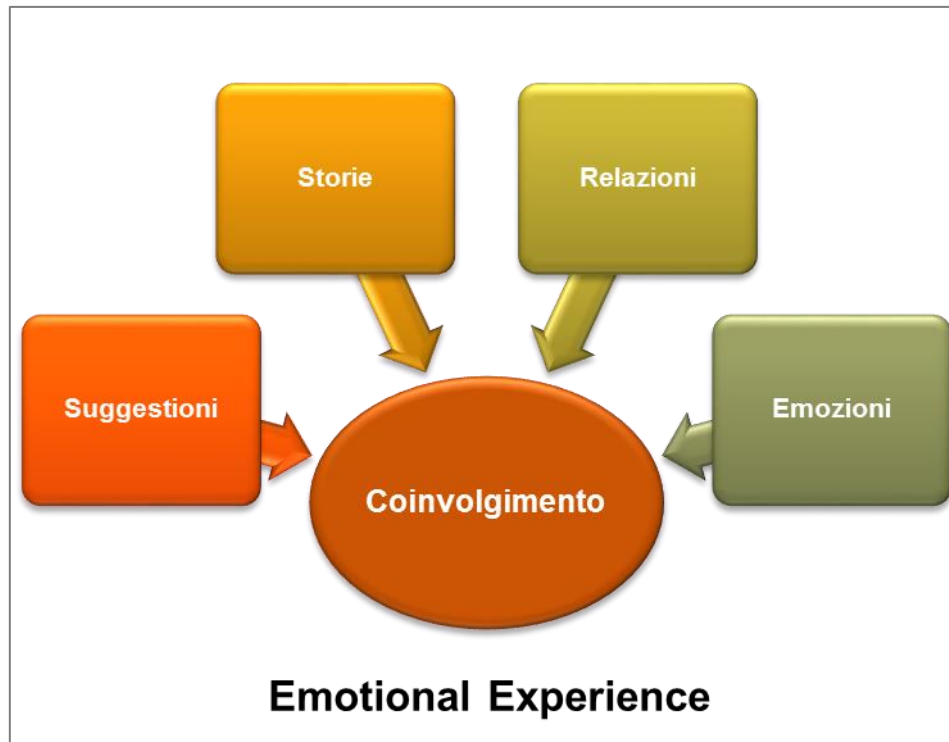 Storie
Relazioni
Suggestioni
Emozioni
Coinvolgimento
Emotional Experience